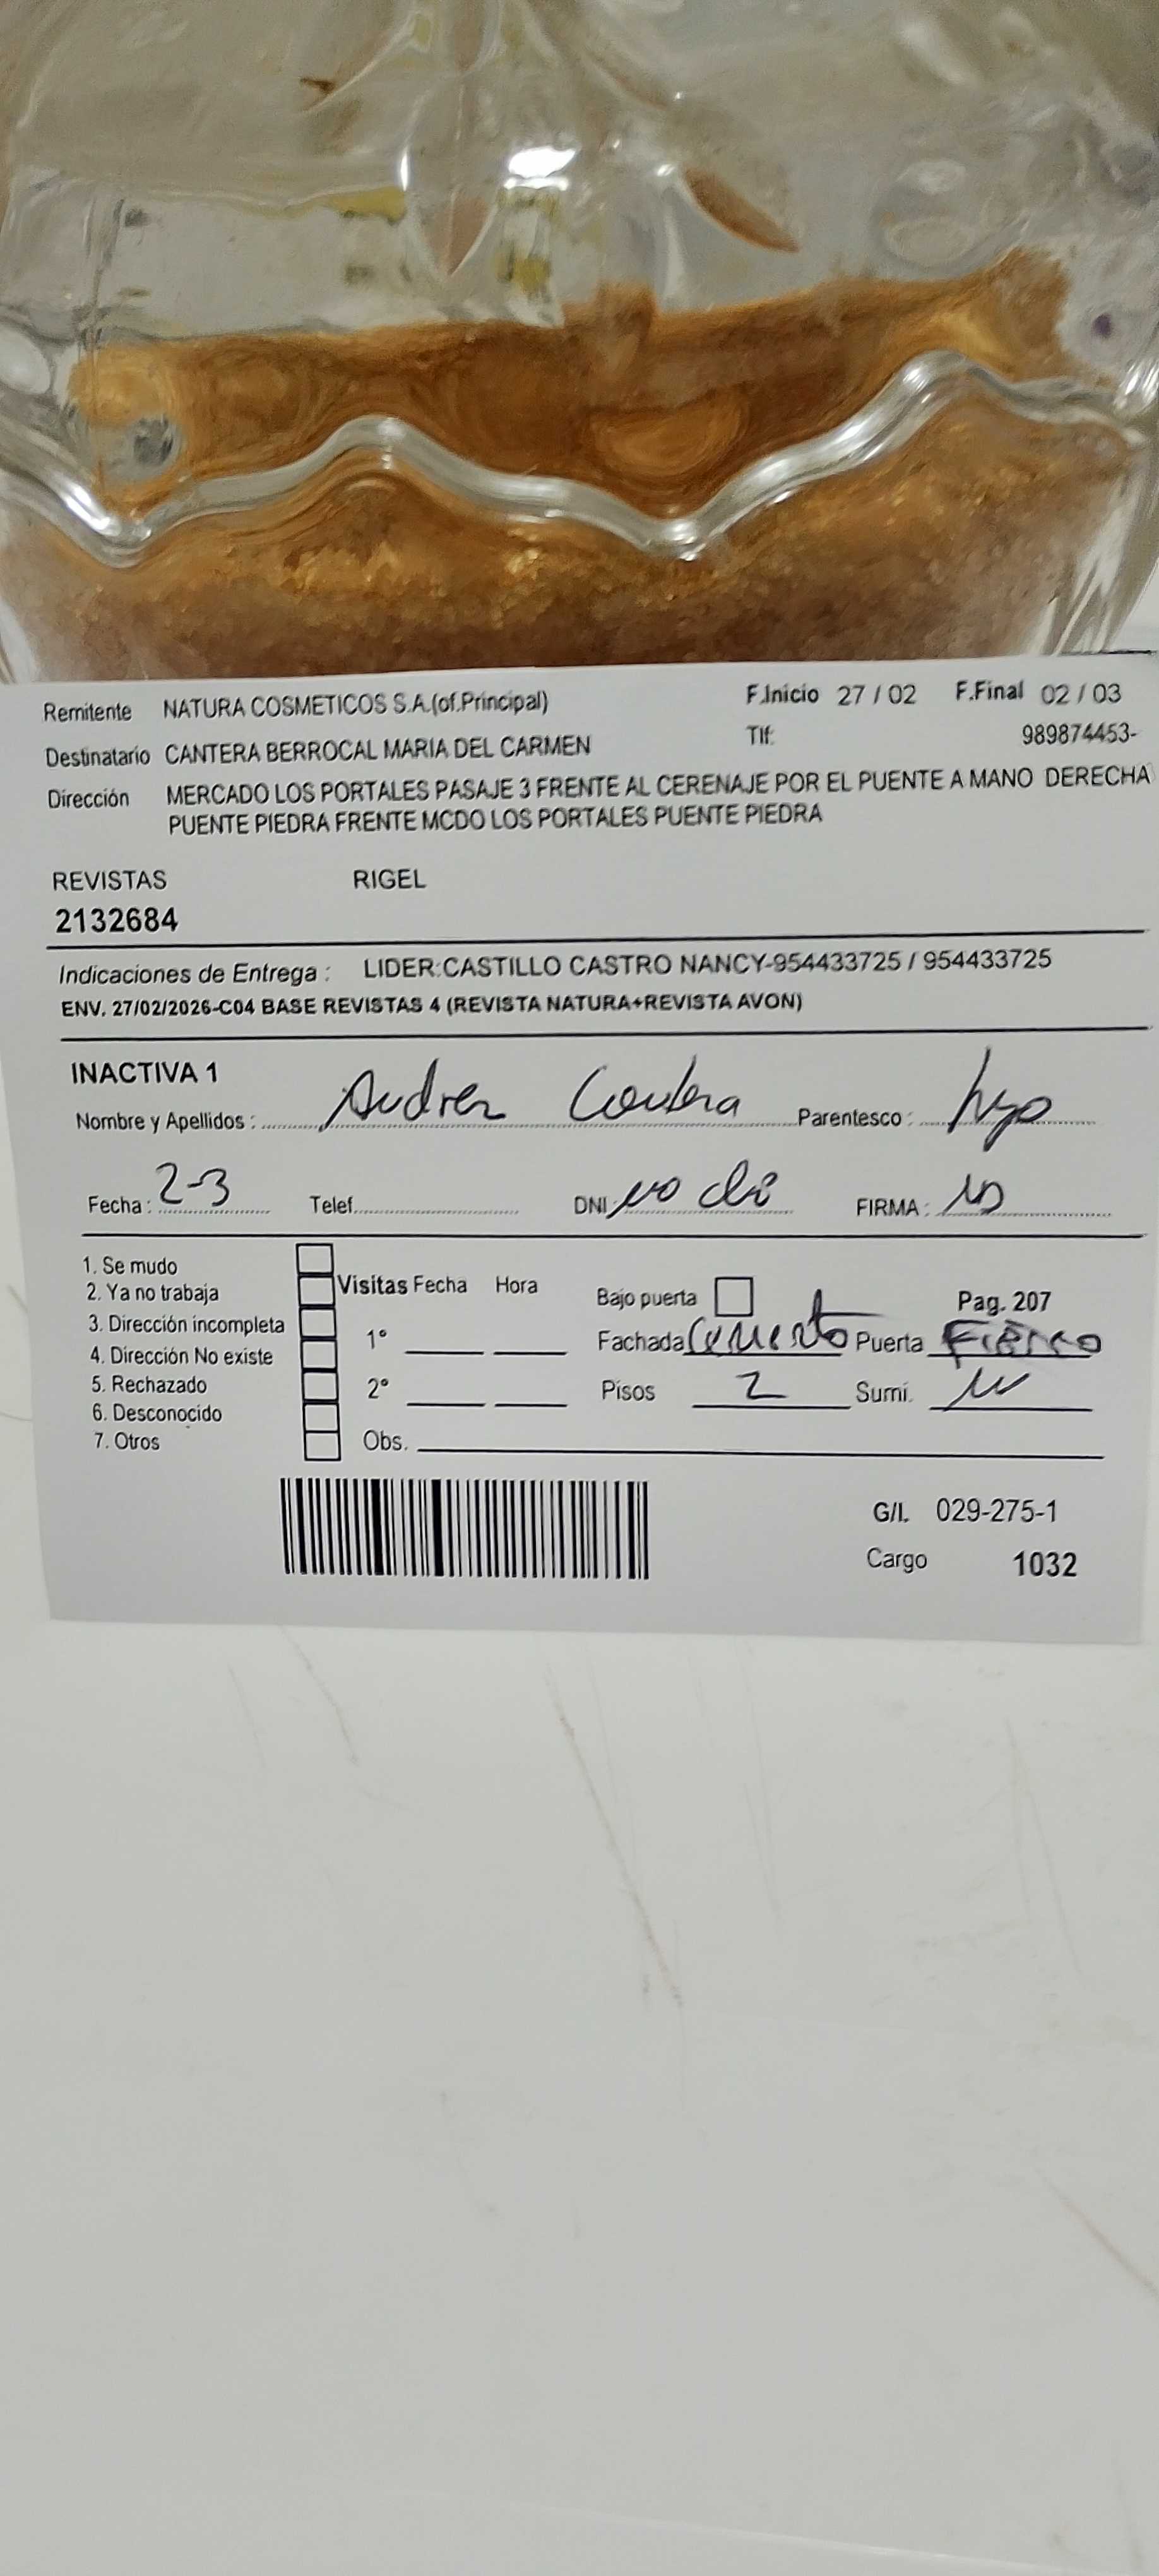 Remitente NATURA COSMETICOS S.A.(of.Principal) F.Inicio 27 / 02 F.Final 02 / 03
Destinatario CANTERA BERROCAL MARIA DEL CARMEN Tlf: 989874453-
Dirección MERCADO LOS PORTALES PASAJE 3 FRENTE AL CERENAJE POR EL PUENTE A MANO DERECHA
PUENTE PIEDRA FRENTE MCDO LOS PORTALES PUENTE PIEDRA
REVISTAS RIGEL
2132684
Indicaciones de Entrega : LIDER:CASTILLO CASTRO NANCY-954433725 / 954433725
ENV. 27/02/2026-C04 BASE REVISTAS 4 (REVISTA NATURA+REVISTA AVON)
INACTIVA 1
Nombre y Apellidos : Parentesco : hijo
Fecha : 2-3 Telef. DNI: no dio FIRMA :
1. Se mudo
2. Ya no trabaja
3. Dirección incompleta
4. Dirección No existe
5. Rechazado
6. Desconocido
7. Otros
Visitas Fecha Hora
1°
2°
Obs.
Bajo puerta Pag. 207
Fachada Cemento Puerta Fierro
Pisos 2 Sumi.
G/I. 029-275-1
Cargo 1032